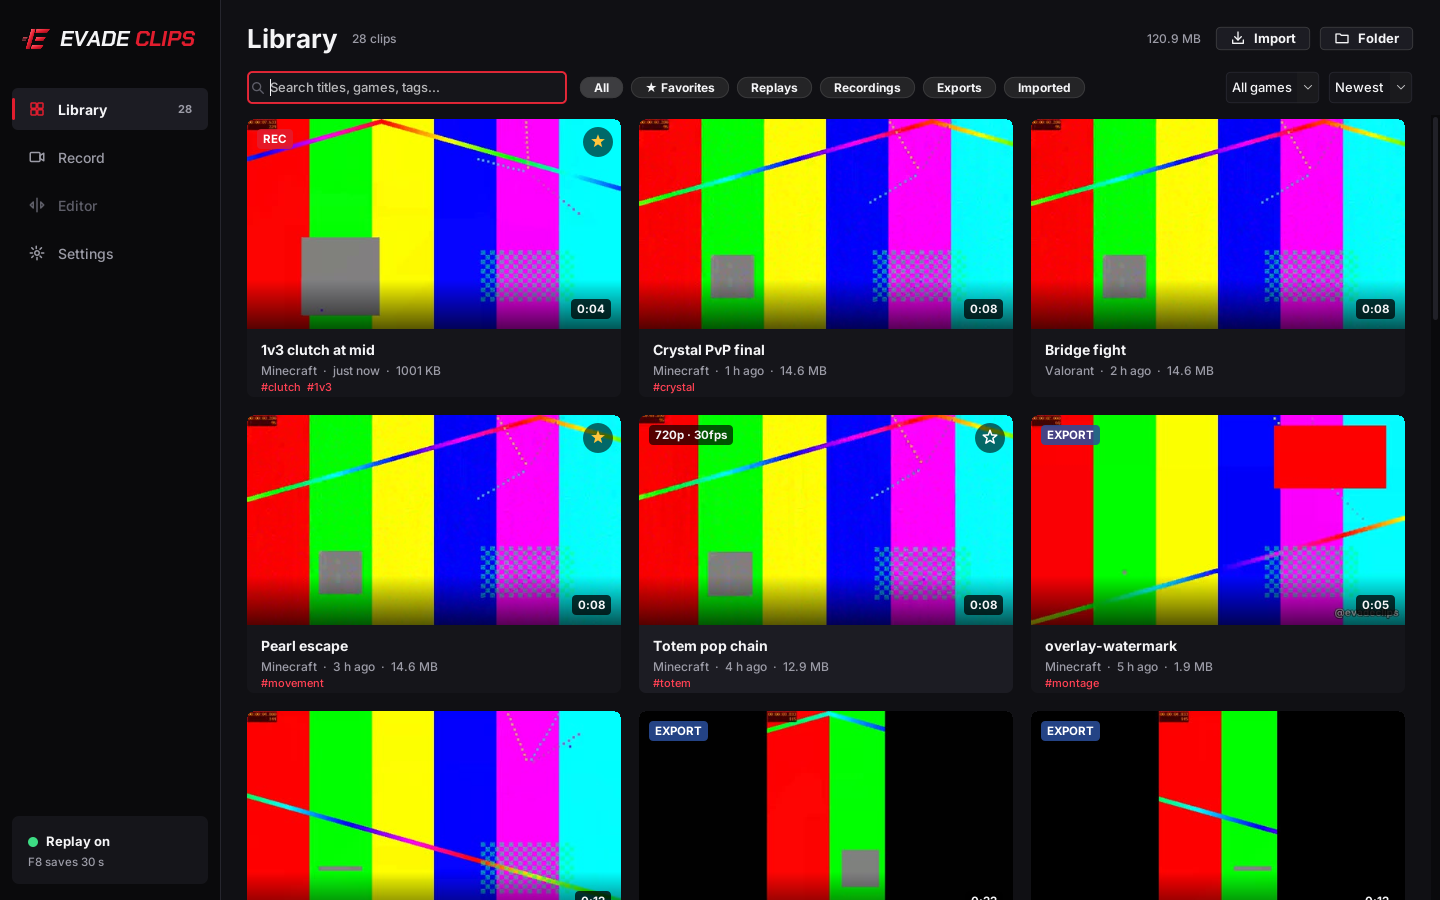 EVADE CLIPS
Library 28
Record
Editor
Settings
Replay on
F8 saves 30 s
Library 28 clips
120.9 MB Import Folder
Search titles, games, tags...
All ★ Favorites Replays Recordings Exports Imported
All games Newest
REC
0:04
1v3 clutch at mid
Minecraft · just now · 1001 KB
#clutch #1v3
0:08
Crystal PvP final
Minecraft · 1 h ago · 14.6 MB
#crystal
0:08
Bridge fight
Valorant · 2 h ago · 14.6 MB
0:08
Pearl escape
Minecraft · 3 h ago · 14.6 MB
#movement
720p · 30fps
0:08
Totem pop chain
Minecraft · 4 h ago · 12.9 MB
#totem
EXPORT
0:05
overlay-watermark
Minecraft · 5 h ago · 1.9 MB
#montage
EXPORT
EXPORT